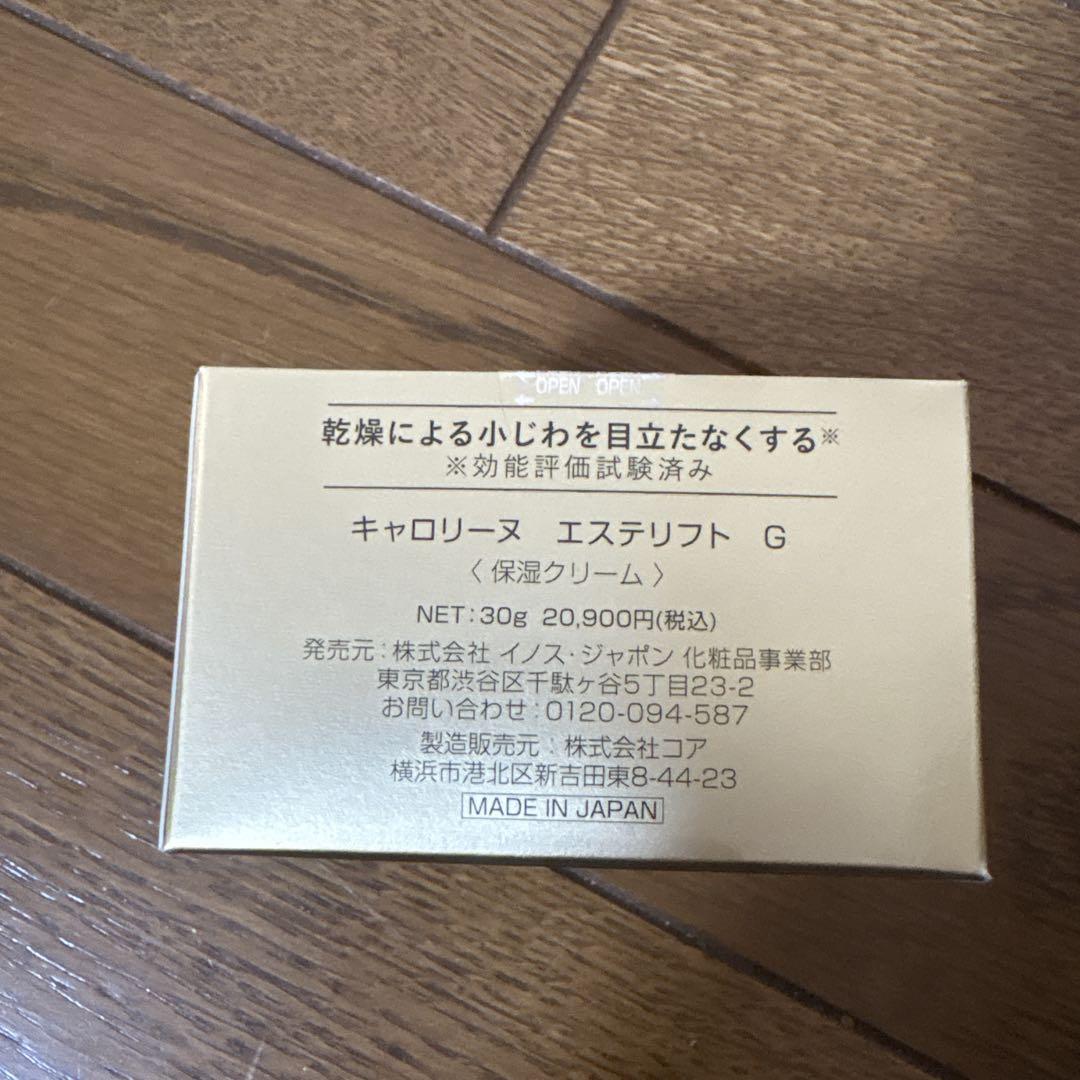 OPEN OPEN
乾燥による小じわを目立たなくする※
※効能評価試験済み
キャロリーヌ エステリフト G
〈 保湿クリーム 〉
NET:30g 20,900円(税込)
発売元:株式会社 イノス・ジャポン 化粧品事業部
東京都渋谷区千駄ヶ谷5丁目23-2
お問い合わせ:0120-094-587
製造販売元:株式会社コア
横浜市港北区新吉田東8-44-23
MADE IN JAPAN